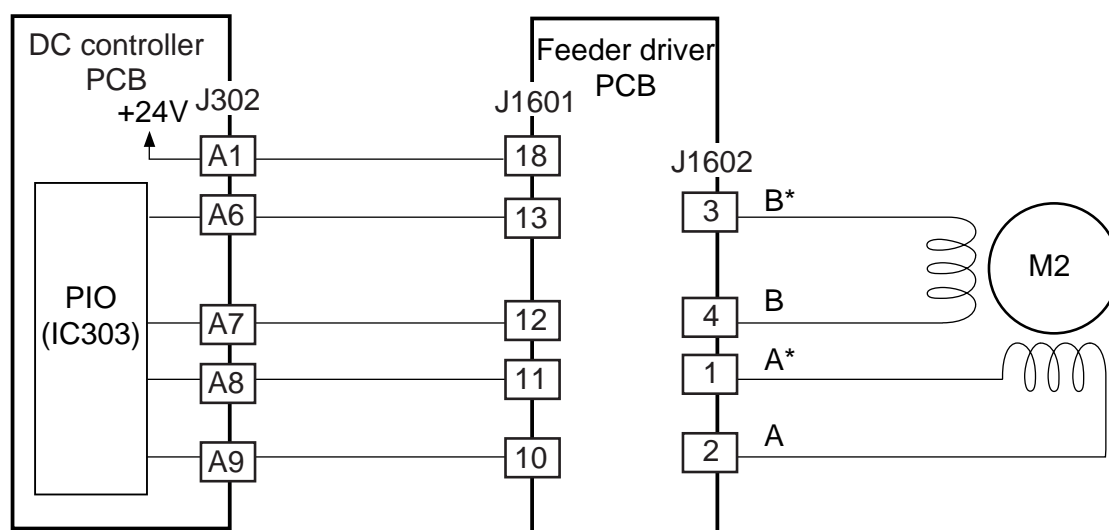 DC controller
PCB
+24V
J302
A1
A6
A7
A8
A9
PIO
(IC303)
Feeder driver
PCB
J1601
18
13
12
11
10
J1602
3
4
1
2
B*
B
A*
A
M2